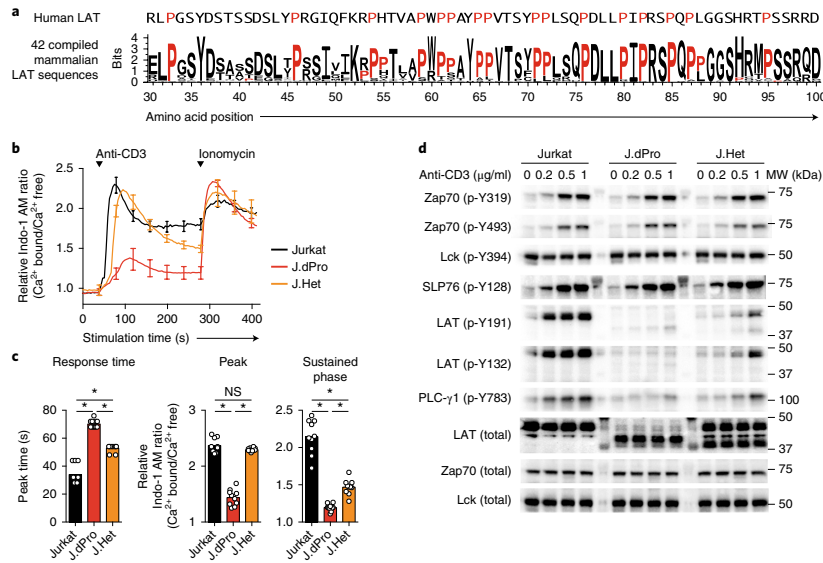 a
Human LAT RLPGSYDSTSSDSLYPRGIQFKRPHTVAPWPPAYPPVTSYPPLSQPDLLPIPRSPQPLGGSHRTPSSRRD
42 compiled
mammalian
LAT sequences
Bits
4
3
2
1
0
30 35 40 45 50 55 60 65 70 75 80 85 90 95 100
Amino acid position
b
Anti-CD3 Ionomycin
Relative Indo-1 AM ratio
(Ca2+ bound/Ca2+ free)
2.5
2.0
1.5
1.0
0 100 200 300 400
Stimulation time (s)
Jurkat
J.dPro
J.Het
c
Response time Peak Sustained
phase
* NS *
* * * * * *
Peak time (s)
80
60
40
20
0
Relative
Indo-1 AM ratio
(Ca2+ bound/Ca2+ free)
3
2
1
2.5
2.0
1.5
1.0
Jurkat J.dPro J.Het Jurkat J.dPro J.Het Jurkat J.dPro J.Het
d
Jurkat J.dPro J.Het
Anti-CD3 (μg/ml) 0 0.2 0.5 1 0 0.2 0.5 1 0 0.2 0.5 1 MW (kDa)
Zap70 (p-Y319) 75
Zap70 (p-Y493) 75
Lck (p-Y394) 50
SLP76 (p-Y128) 75
50
LAT (p-Y191)
37
50
LAT (p-Y132)
37
PLC-γ1 (p-Y783) 100
50
LAT (total)
37
Zap70 (total) 75
Lck (total) 50